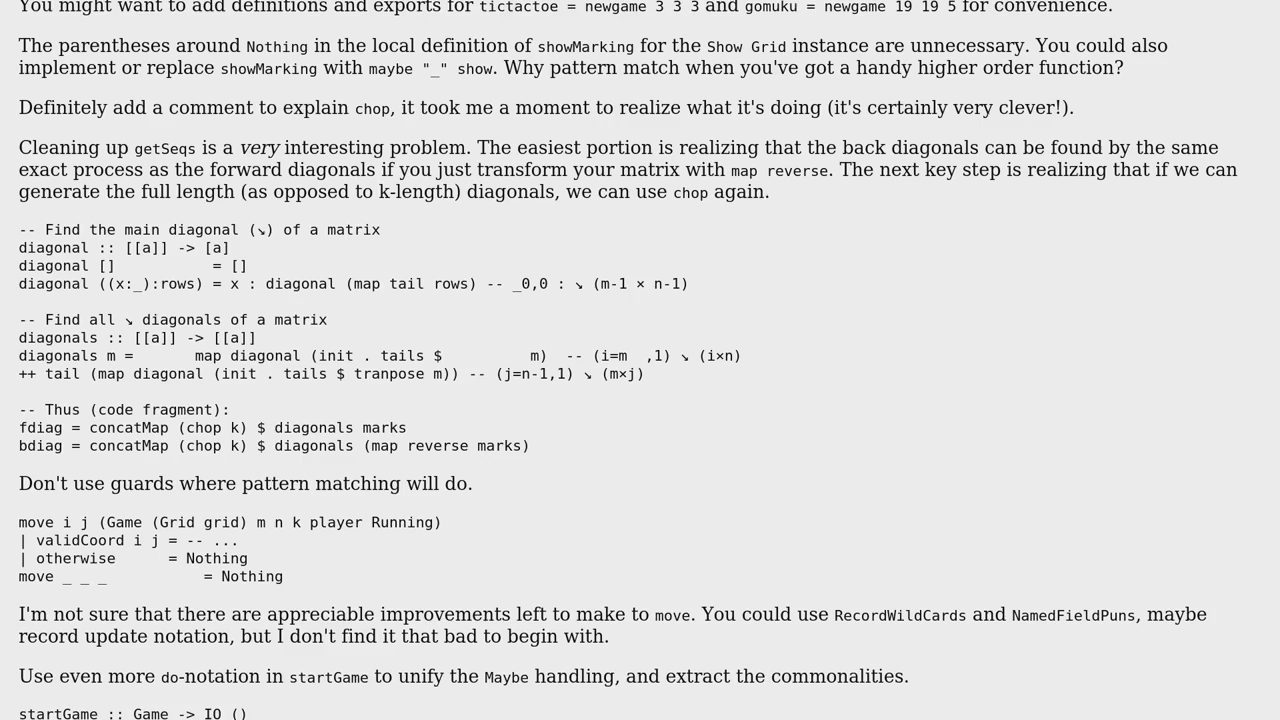 You might want to add definitions and exports for tictactoe = newgame 3 3 3 and gomuku = newgame 19 19 5 for convenience.
The parentheses around Nothing in the local definition of showMarking for the Show Grid instance are unnecessary. You could also
implement or replace showMarking with maybe "_" show. Why pattern match when you've got a handy higher order function?
Definitely add a comment to explain chop, it took me a moment to realize what it's doing (it's certainly very clever!).
Cleaning up getSeqs is a very interesting problem. The easiest portion is realizing that the back diagonals can be found by the same
exact process as the forward diagonals if you just transform your matrix with map reverse. The next key step is realizing that if we can
generate the full length (as opposed to k-length) diagonals, we can use chop again.
-- Find the main diagonal (↘) of a matrix
diagonal :: [[a]] -> [a]
diagonal []           = []
diagonal ((x:_):rows) = x : diagonal (map tail rows) -- _0,0 : ↘ (m-1 × n-1)
-- Find all ↘ diagonals of a matrix
diagonals :: [[a]] -> [[a]]
diagonals m =       map diagonal (init . tails $          m)  -- (i=m  ,1) ↘ (i×n)
++ tail (map diagonal (init . tails $ tranpose m)) -- (j=n-1,1) ↘ (m×j)
-- Thus (code fragment):
fdiag = concatMap (chop k) $ diagonals marks
bdiag = concatMap (chop k) $ diagonals (map reverse marks)
Don't use guards where pattern matching will do.
move i j (Game (Grid grid) m n k player Running)
| validCoord i j = -- ...
| otherwise      = Nothing
move _ _ _           = Nothing
I'm not sure that there are appreciable improvements left to make to move. You could use RecordWildCards and NamedFieldPuns, maybe
record update notation, but I don't find it that bad to begin with.
Use even more do-notation in startGame to unify the Maybe handling, and extract the commonalities.
startGame :: Game -> IO ()